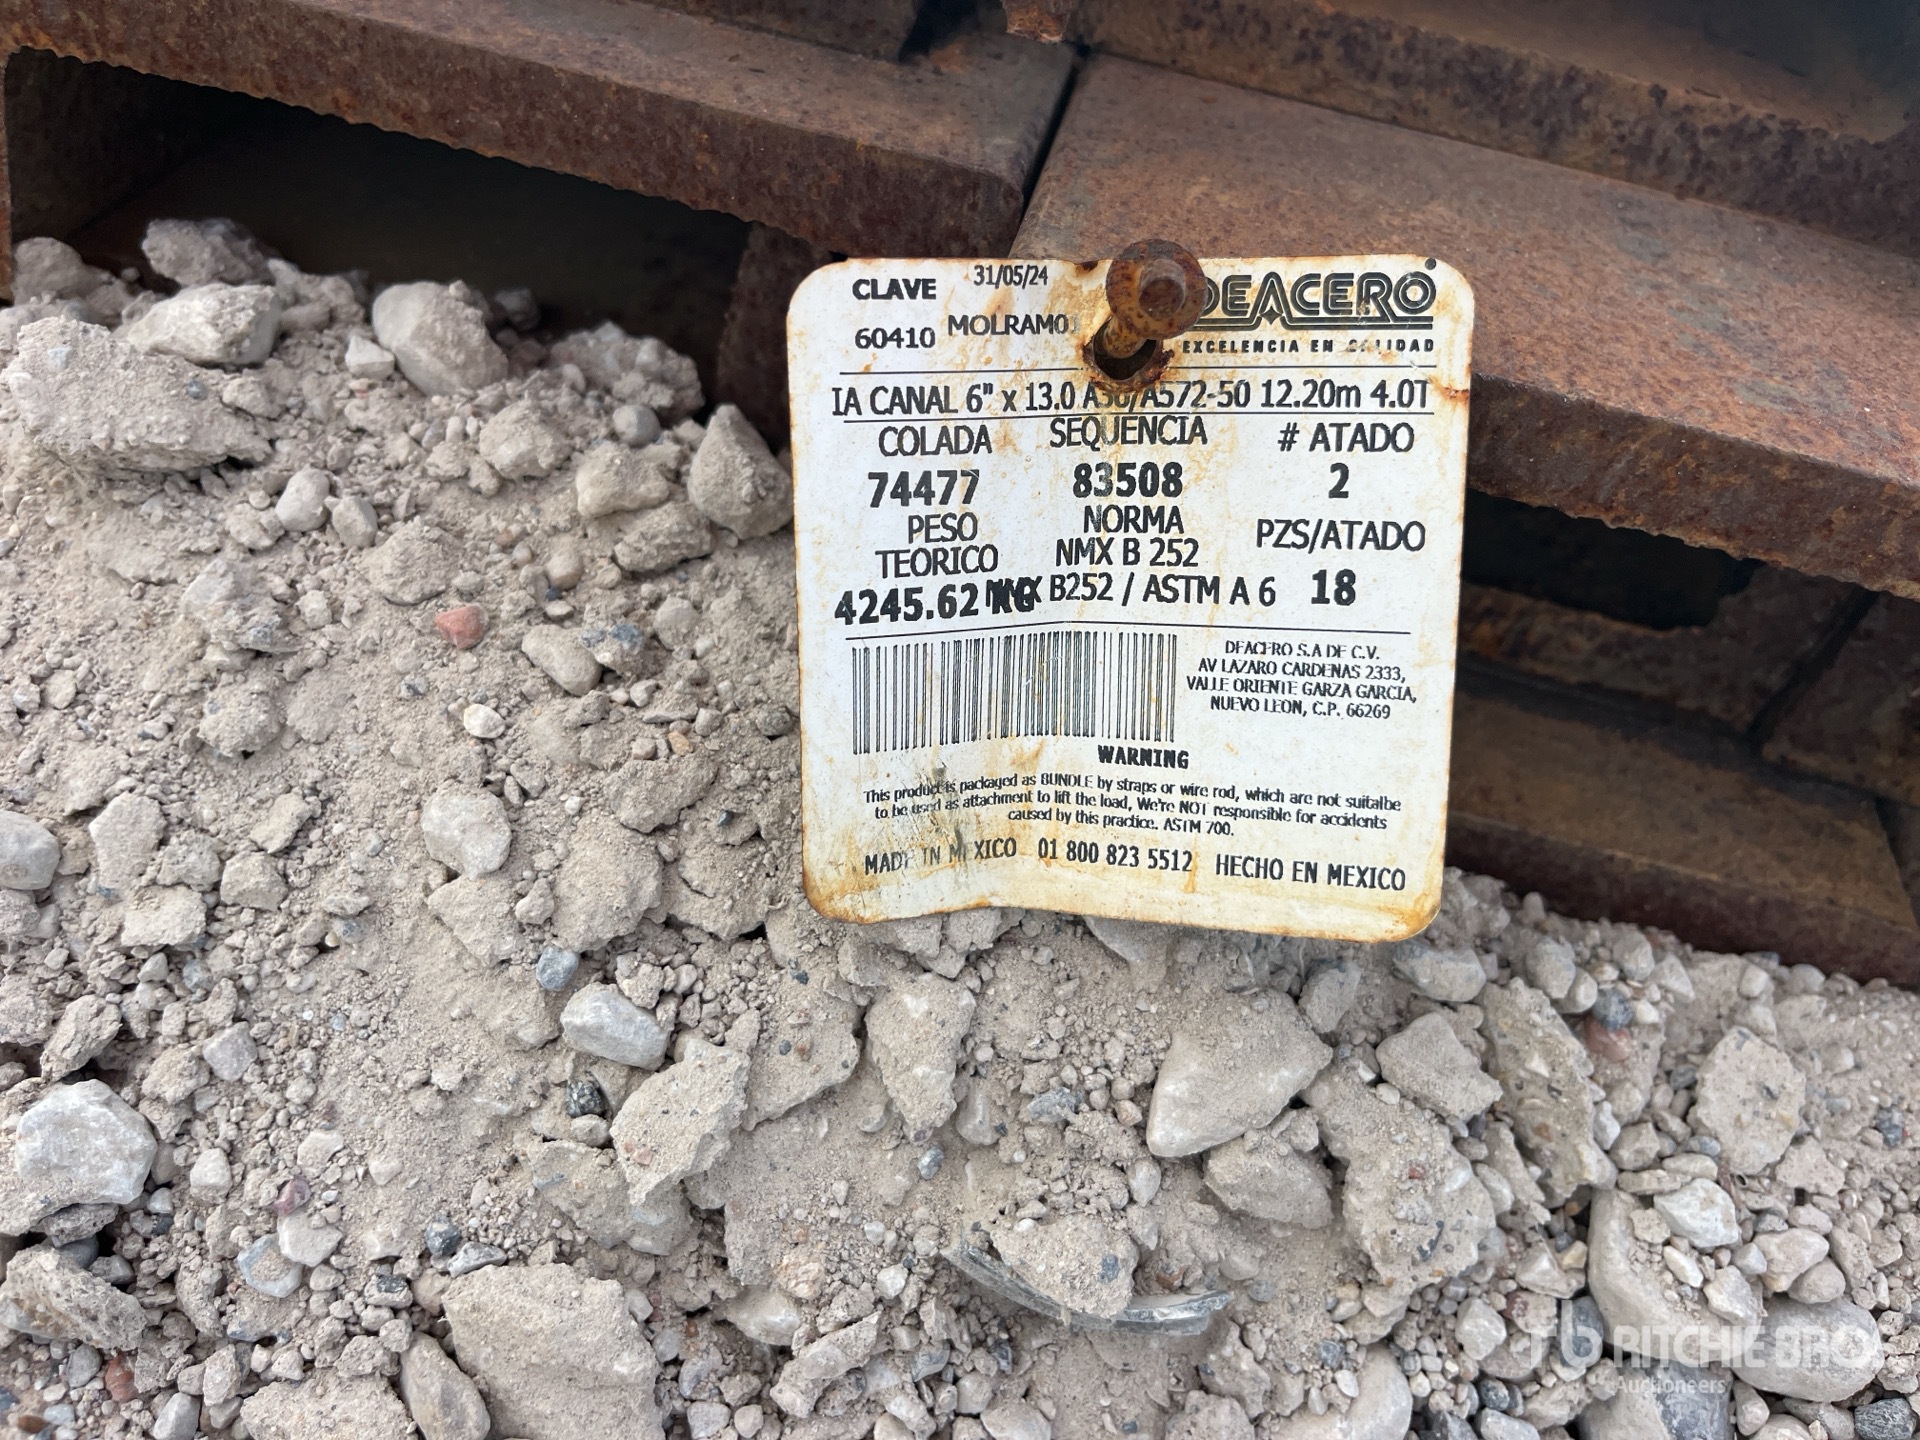 CLAVE 31/05/24 DEACERO
60410 MOLRAM01
EXCELENCIA EN CALIDAD
IA CANAL 6" x 13.0 A36/A572-50 12.20m 4.0T
COLADA SEQUENCIA # ATADO
74477 83508 2
PESO NORMA PZS/ATADO
TEORICO NMX B 252
4245.62 KG B252 / ASTM A 6 18
DEACERO S.A DE C.V.
AV LAZARO CARDENAS 2333,
VALLE ORIENTE GARZA GARCIA,
NUEVO LEON, C.P. 66269
WARNING
This product is packaged as BUNDLE by straps or wire rod, which are not suitalbe
to be used as attachment to lift the load, We're NOT responsible for accidents
caused by this practice. ASTM 700.
MADE IN MEXICO 01 800 823 5512 HECHO EN MEXICO
RITCHIE BROS
Auctioneers